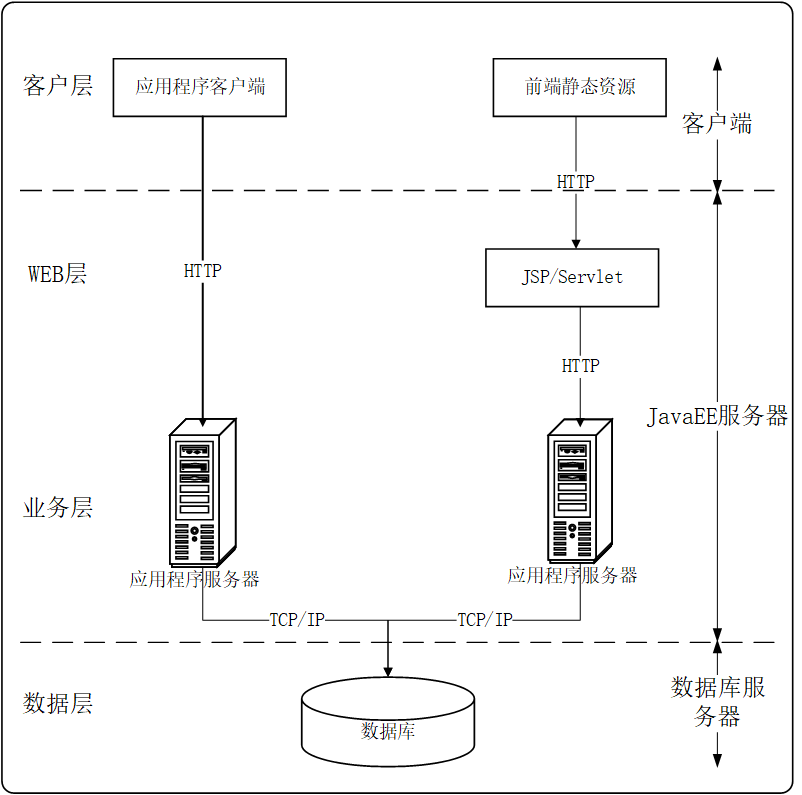 客户层
应用程序客户端
前端静态资源
客户端
HTTP
WEB层
HTTP
JSP/Servlet
HTTP
JavaEE服务器
业务层
应用程序服务器
应用程序服务器
TCP/IP
TCP/IP
数据层
数据库
数据库服
务器